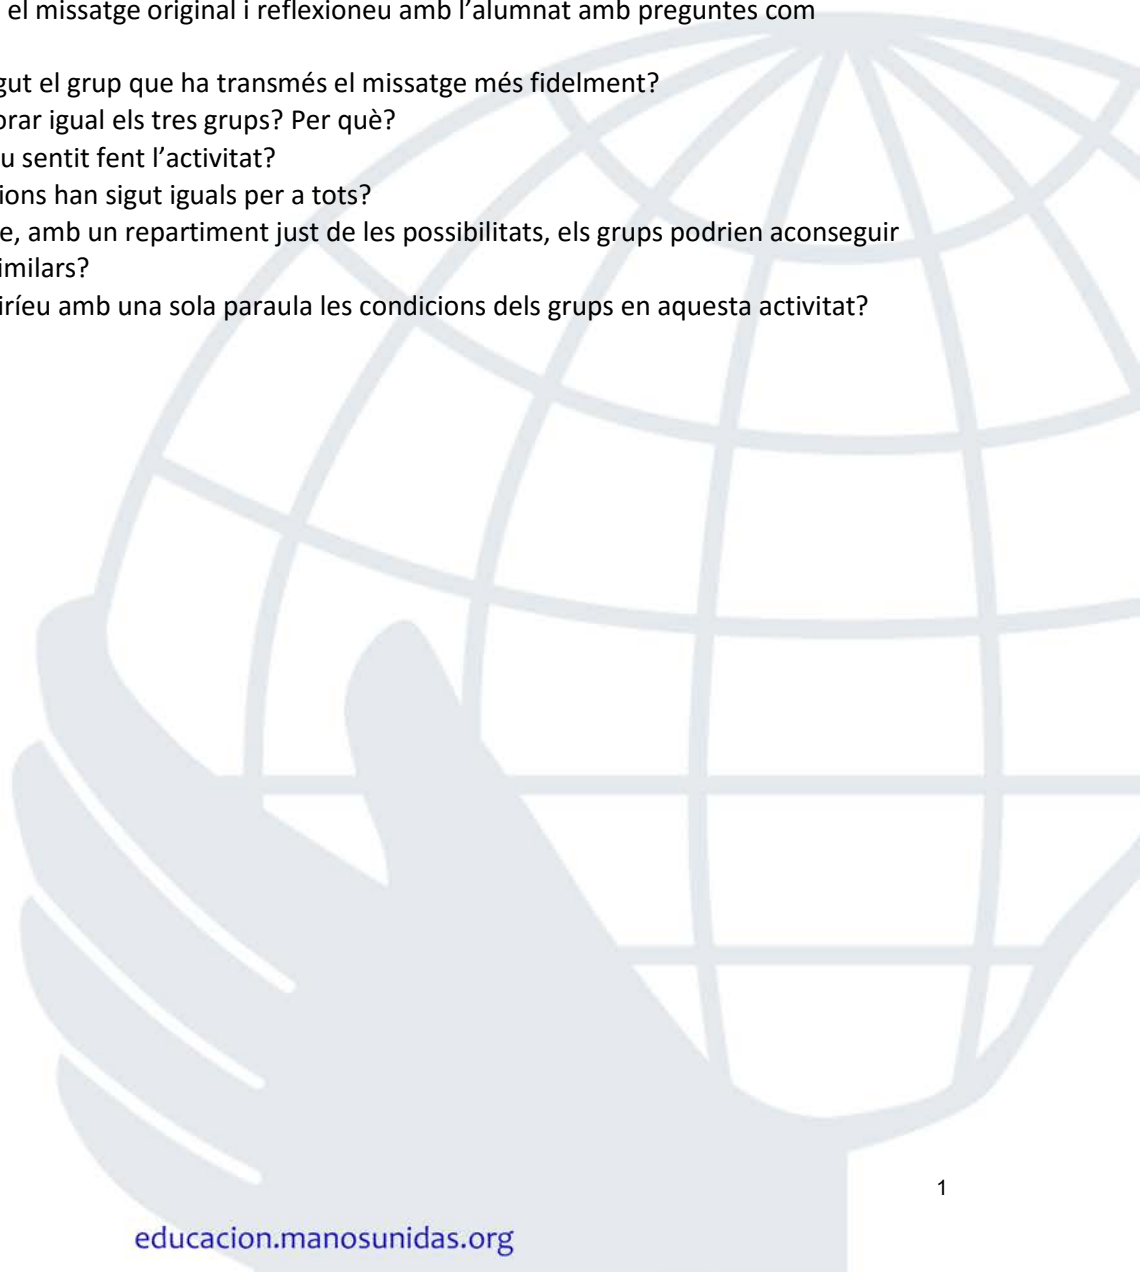 el missatge original i reflexioneu amb l’alumnat amb preguntes com
gut el grup que ha transmés el missatge més fidelment?
orar igual els tres grups? Per què?
u sentit fent l’activitat?
ions han sigut iguals per a tots?
e, amb un repartiment just de les possibilitats, els grups podrien aconseguir
imilars?
iríeu amb una sola paraula les condicions dels grups en aquesta activitat?
1
educacion.manosunidas.org